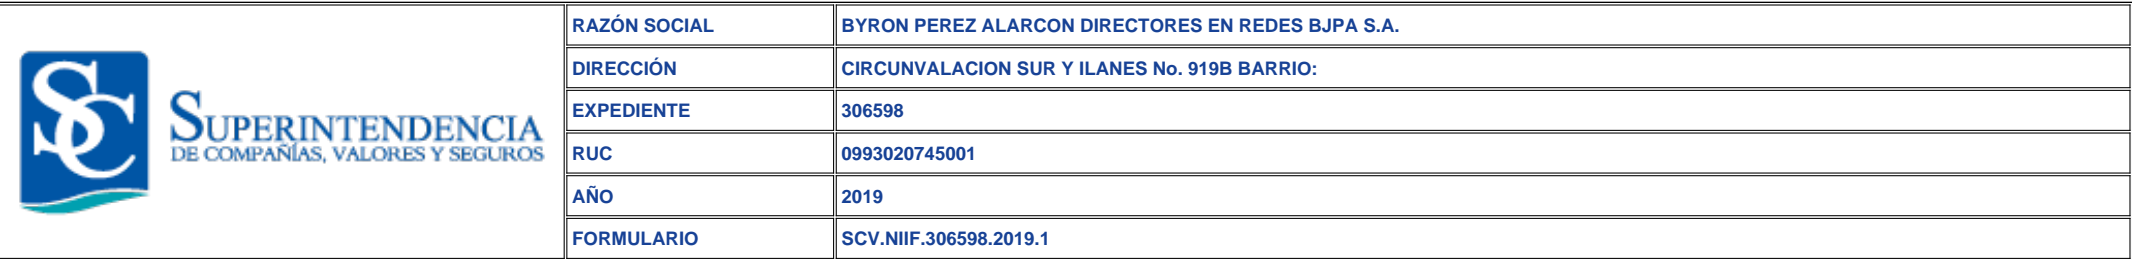 SC
SUPERINTENDENCIA
DE COMPAÑÍAS, VALORES Y SEGUROS
RAZÓN SOCIAL BYRON PEREZ ALARCON DIRECTORES EN REDES BJPA S.A.
DIRECCIÓN CIRCUNVALACION SUR Y ILANES No. 919B BARRIO:
EXPEDIENTE 306598
RUC 0993020745001
AÑO 2019
FORMULARIO SCV.NIIF.306598.2019.1